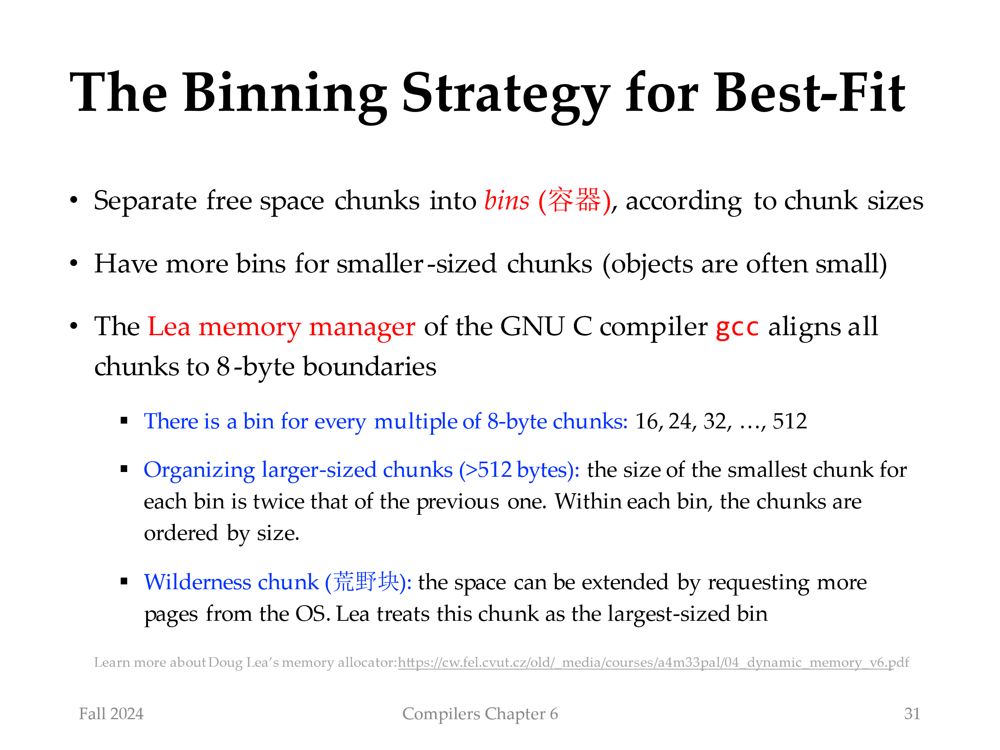 The Binning Strategy for Best-Fit
• Separate free space chunks into bins (容器), according to chunk sizes
• Have more bins for smaller-sized chunks (objects are often small)
• The Lea memory manager of the GNU C compiler gcc aligns all
chunks to 8-byte boundaries
▪ There is a bin for every multiple of 8-byte chunks: 16, 24, 32, …, 512
▪ Organizing larger-sized chunks (>512 bytes): the size of the smallest chunk for
each bin is twice that of the previous one. Within each bin, the chunks are
ordered by size.
▪ Wilderness chunk (荒野块): the space can be extended by requesting more
pages from the OS. Lea treats this chunk as the largest-sized bin
Learn more about Doug Lea’s memory allocator:https://cw.fel.cvut.cz/old/_media/courses/a4m33pal/04_dynamic_memory_v6.pdf
Fall 2024 Compilers Chapter 6 31